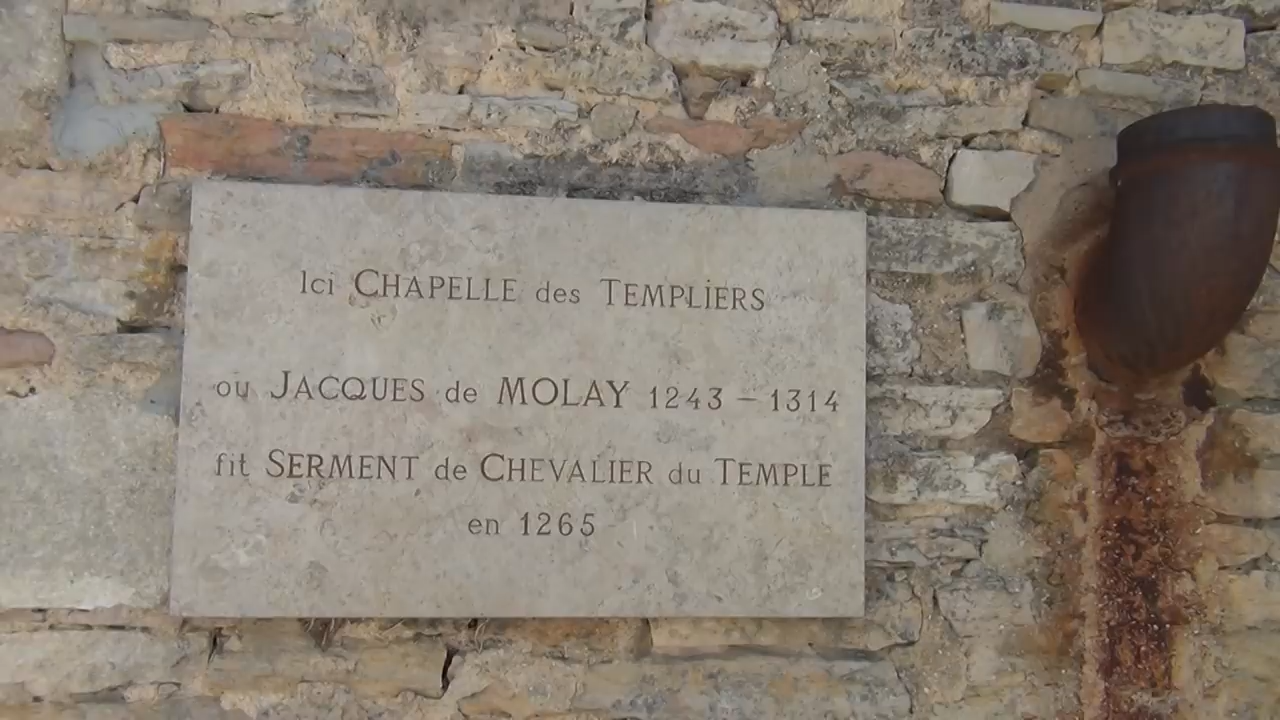 Ici CHAPELLE des TEMPLiERS
ou JACQUES de MOLAY 1243 – 1314
fit SERMENT de CHEVALIER du TEMPLE
en 1265